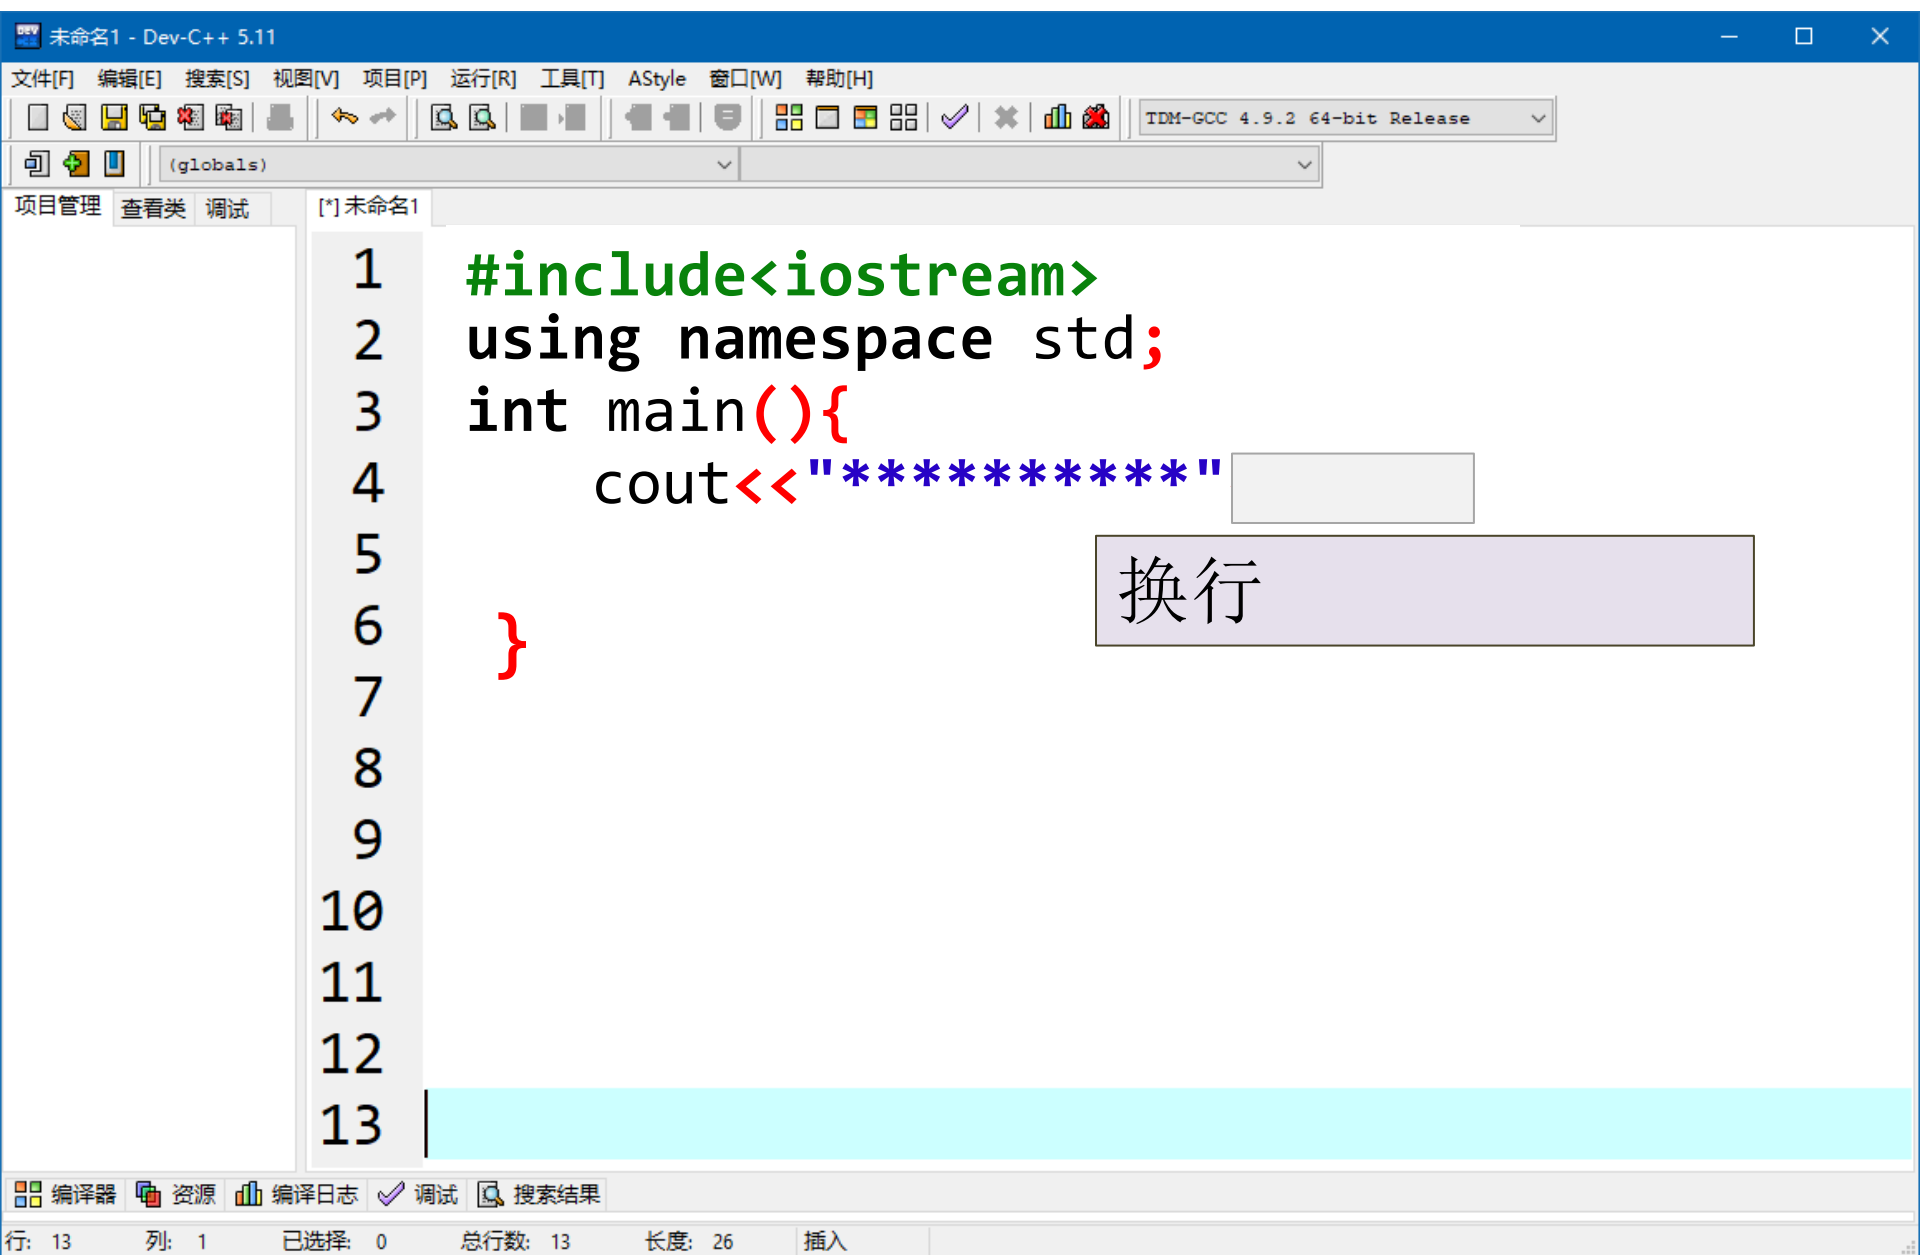 未命名1 - Dev-C++ 5.11
文件[F] 编辑[E] 搜索[S] 视图[V] 项目[P] 运行[R] 工具[T] AStyle 窗口[W] 帮助[H]
TDM-GCC 4.9.2 64-bit Release
(globals)
项目管理 查看类 调试 [*] 未命名1
1 #include<iostream>
2 using namespace std;
3 int main(){
4 cout<<"**********"
5
换行
6 }
7
8
9
10
11
12
13
编译器 资源 编译日志 调试 搜索结果
行: 13 列: 1 已选择: 0 总行数: 13 长度: 26 插入